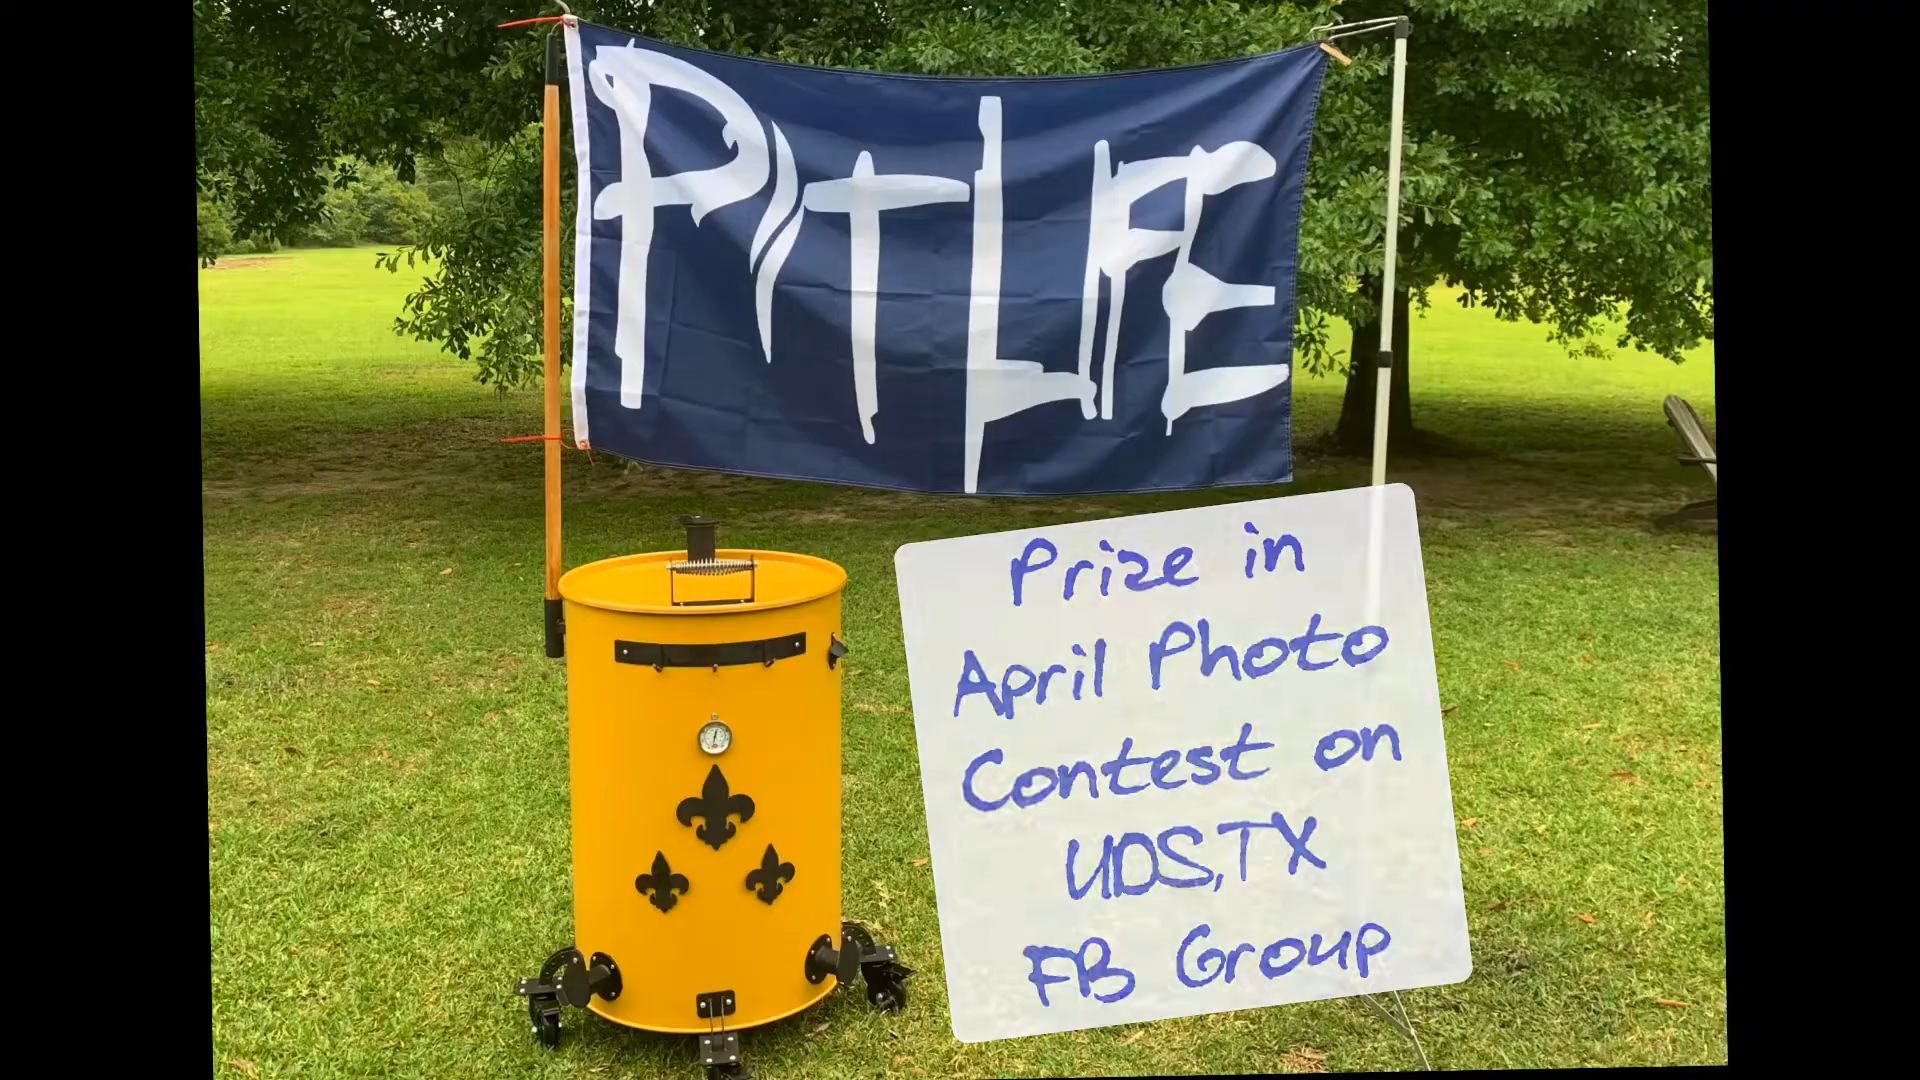 PITLIFE
Prize in
April Photo
Contest on
UDS,TX
FB Group